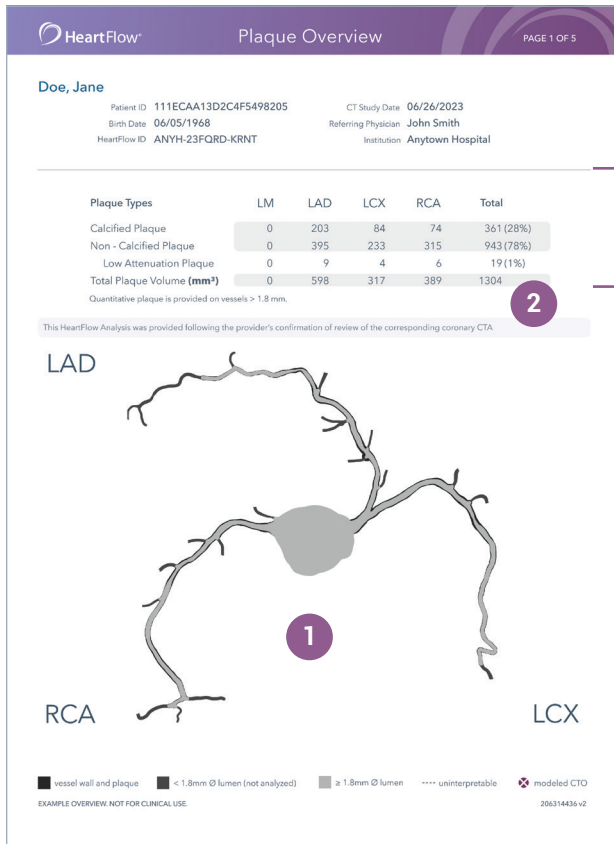 HeartFlow® Plaque Overview PAGE 1 OF 5
Doe, Jane
Patient ID 111ECAA13D2C4F5498205 CT Study Date 06/26/2023
Birth Date 06/05/1968 Referring Physician John Smith
HeartFlow ID ANYH-23FQRD-KRNT Institution Anytown Hospital
Plaque Types LM LAD LCX RCA Total
Calcified Plaque 0 203 84 74 361 (28%)
Non - Calcified Plaque 0 395 233 315 943 (78%)
Low Attenuation Plaque 0 9 4 6 19 (1%)
Total Plaque Volume (mm³) 0 598 317 389 1304
Quantitative plaque is provided on vessels > 1.8 mm.
2
This HeartFlow Analysis was provided following the provider's confirmation of review of the corresponding coronary CTA
LAD
1
RCA LCX
vessel wall and plaque < 1.8mm Ø lumen (not analyzed) ≥ 1.8mm Ø lumen ---- uninterpretable modeled CTO
EXAMPLE OVERVIEW. NOT FOR CLINICAL USE. 206314436 v2